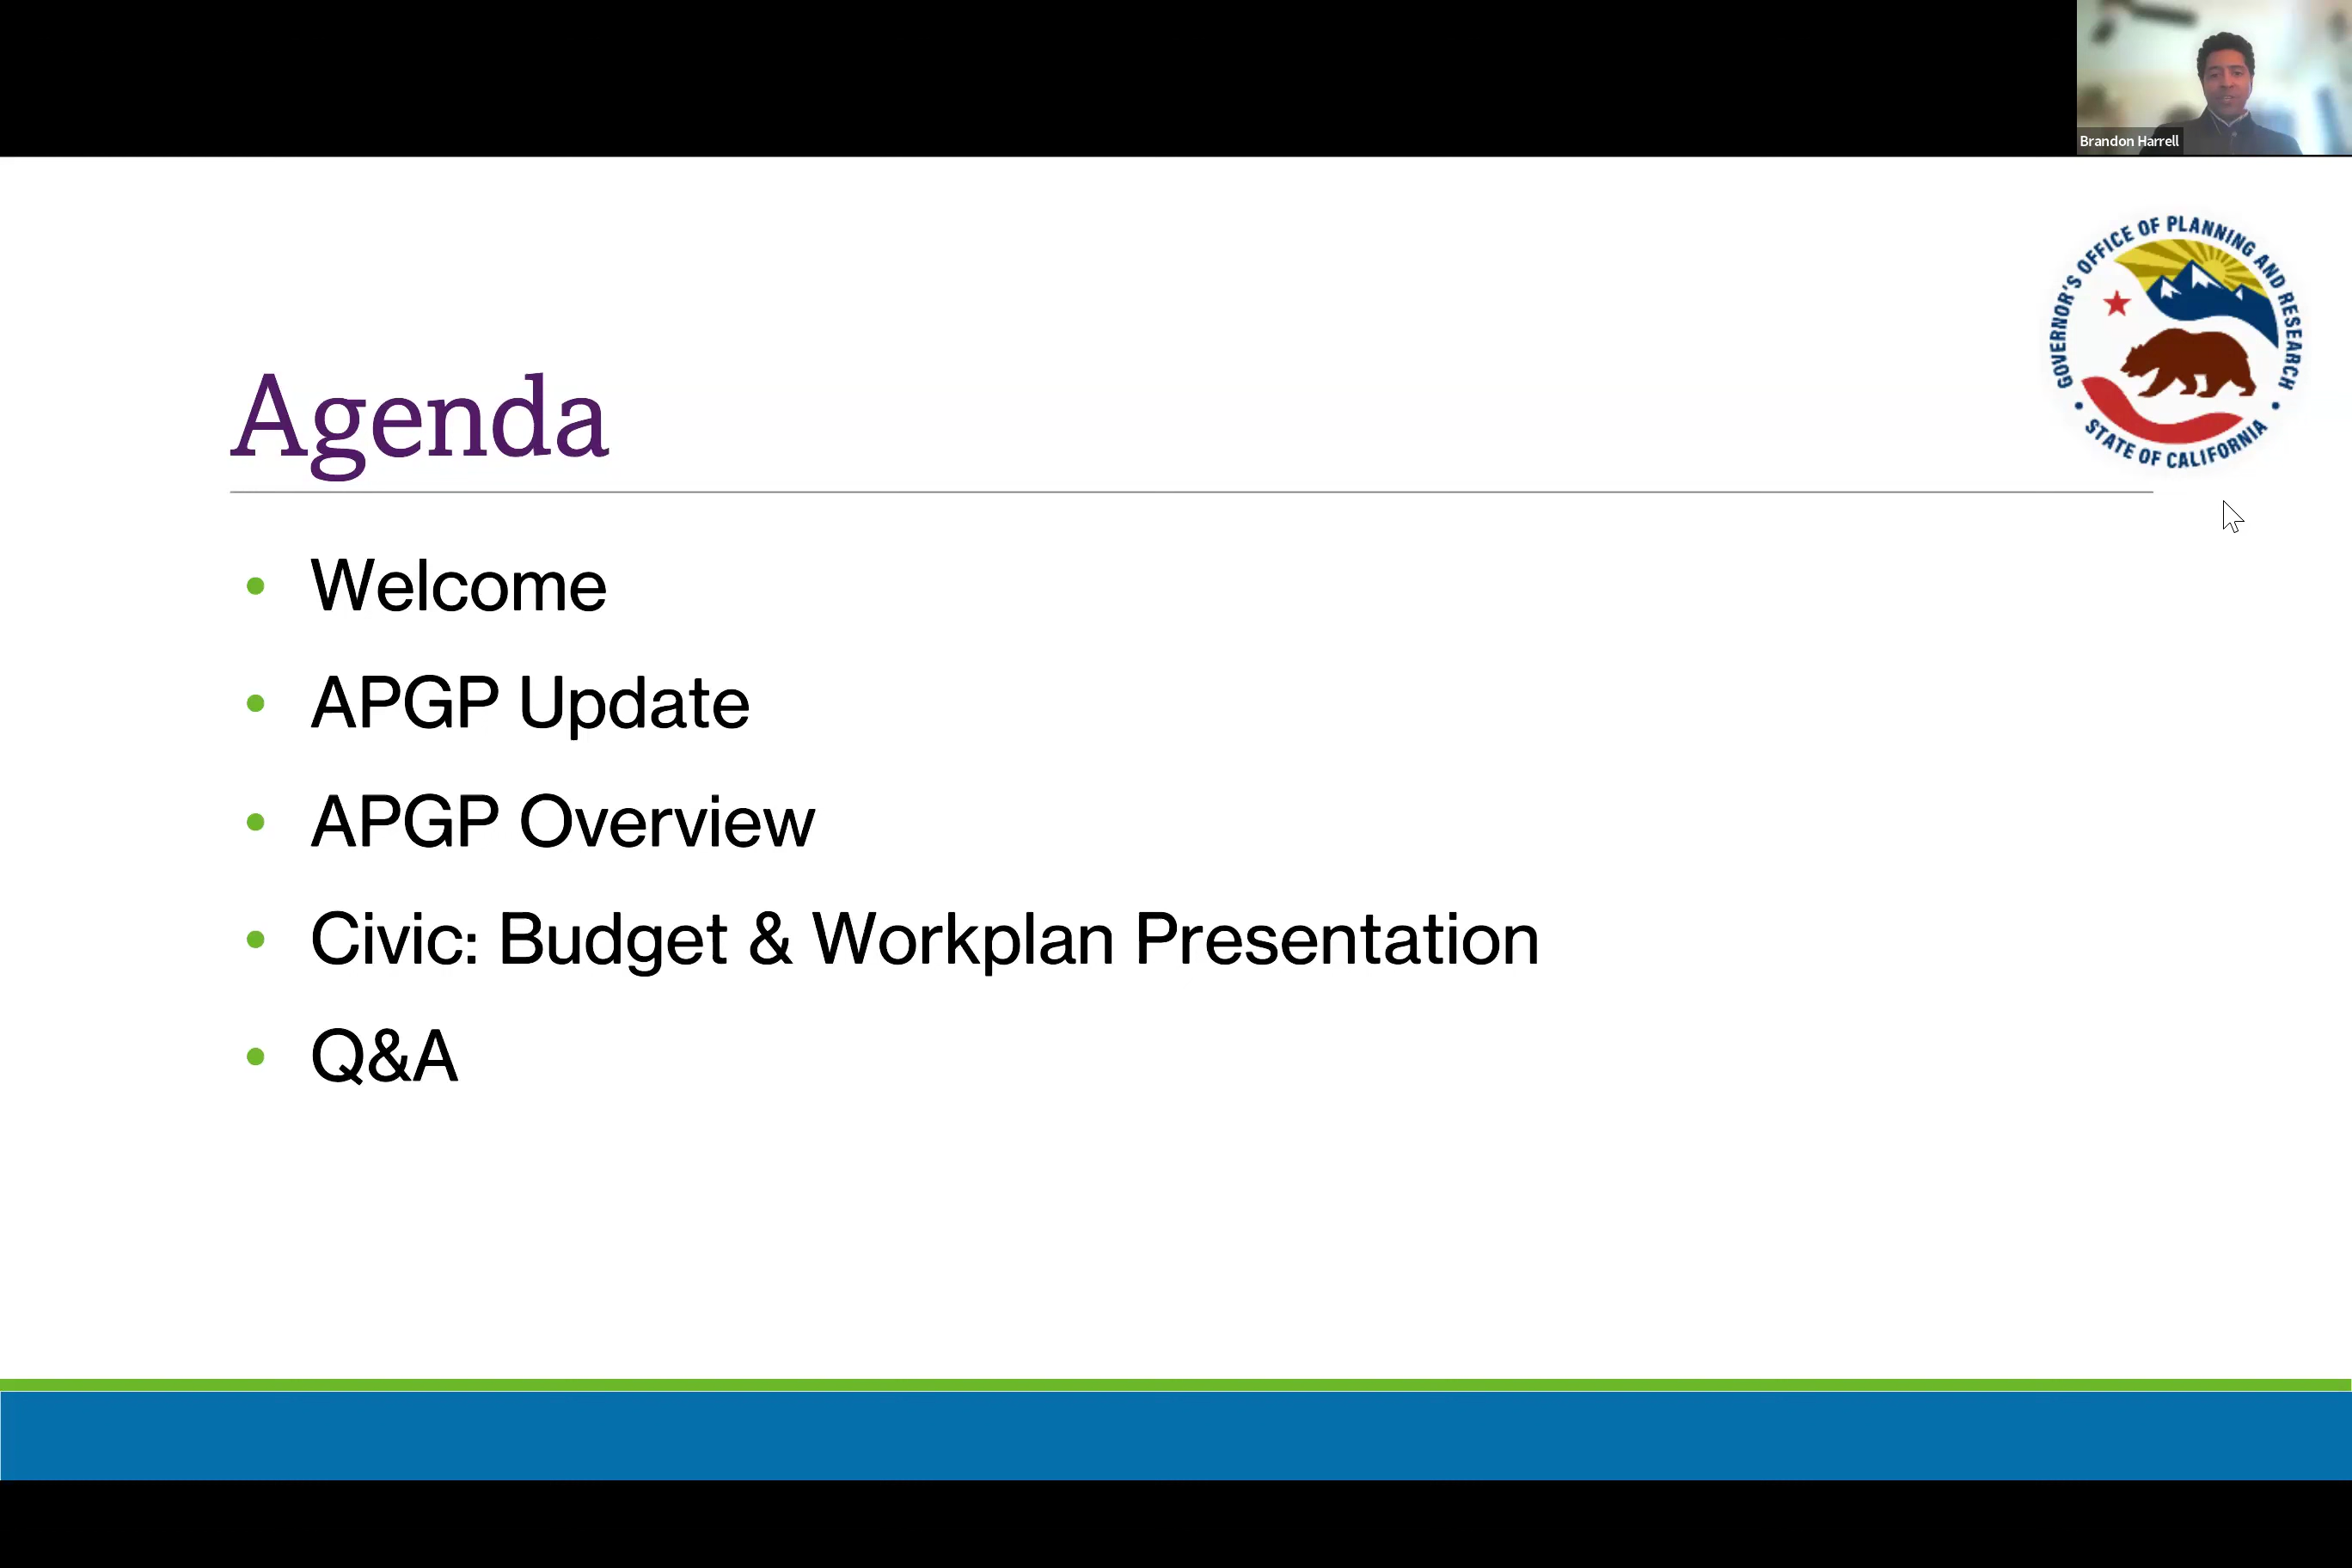 Brandon Harrell
GOVERNOR'S OFFICE OF PLANNING AND RESEARCH
• STATE OF CALIFORNIA •
Agenda
• Welcome
• APGP Update
• APGP Overview
• Civic: Budget & Workplan Presentation
• Q&A